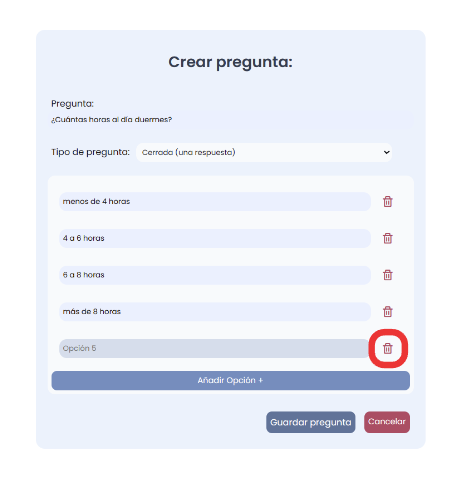 Crear pregunta:
Pregunta:
¿Cuántas horas al día duermes?
Tipo de pregunta: Cerrada (una respuesta)
menos de 4 horas
4 a 6 horas
6 a 8 horas
más de 8 horas
Opción 5
Añadir Opción +
Guardar pregunta Cancelar